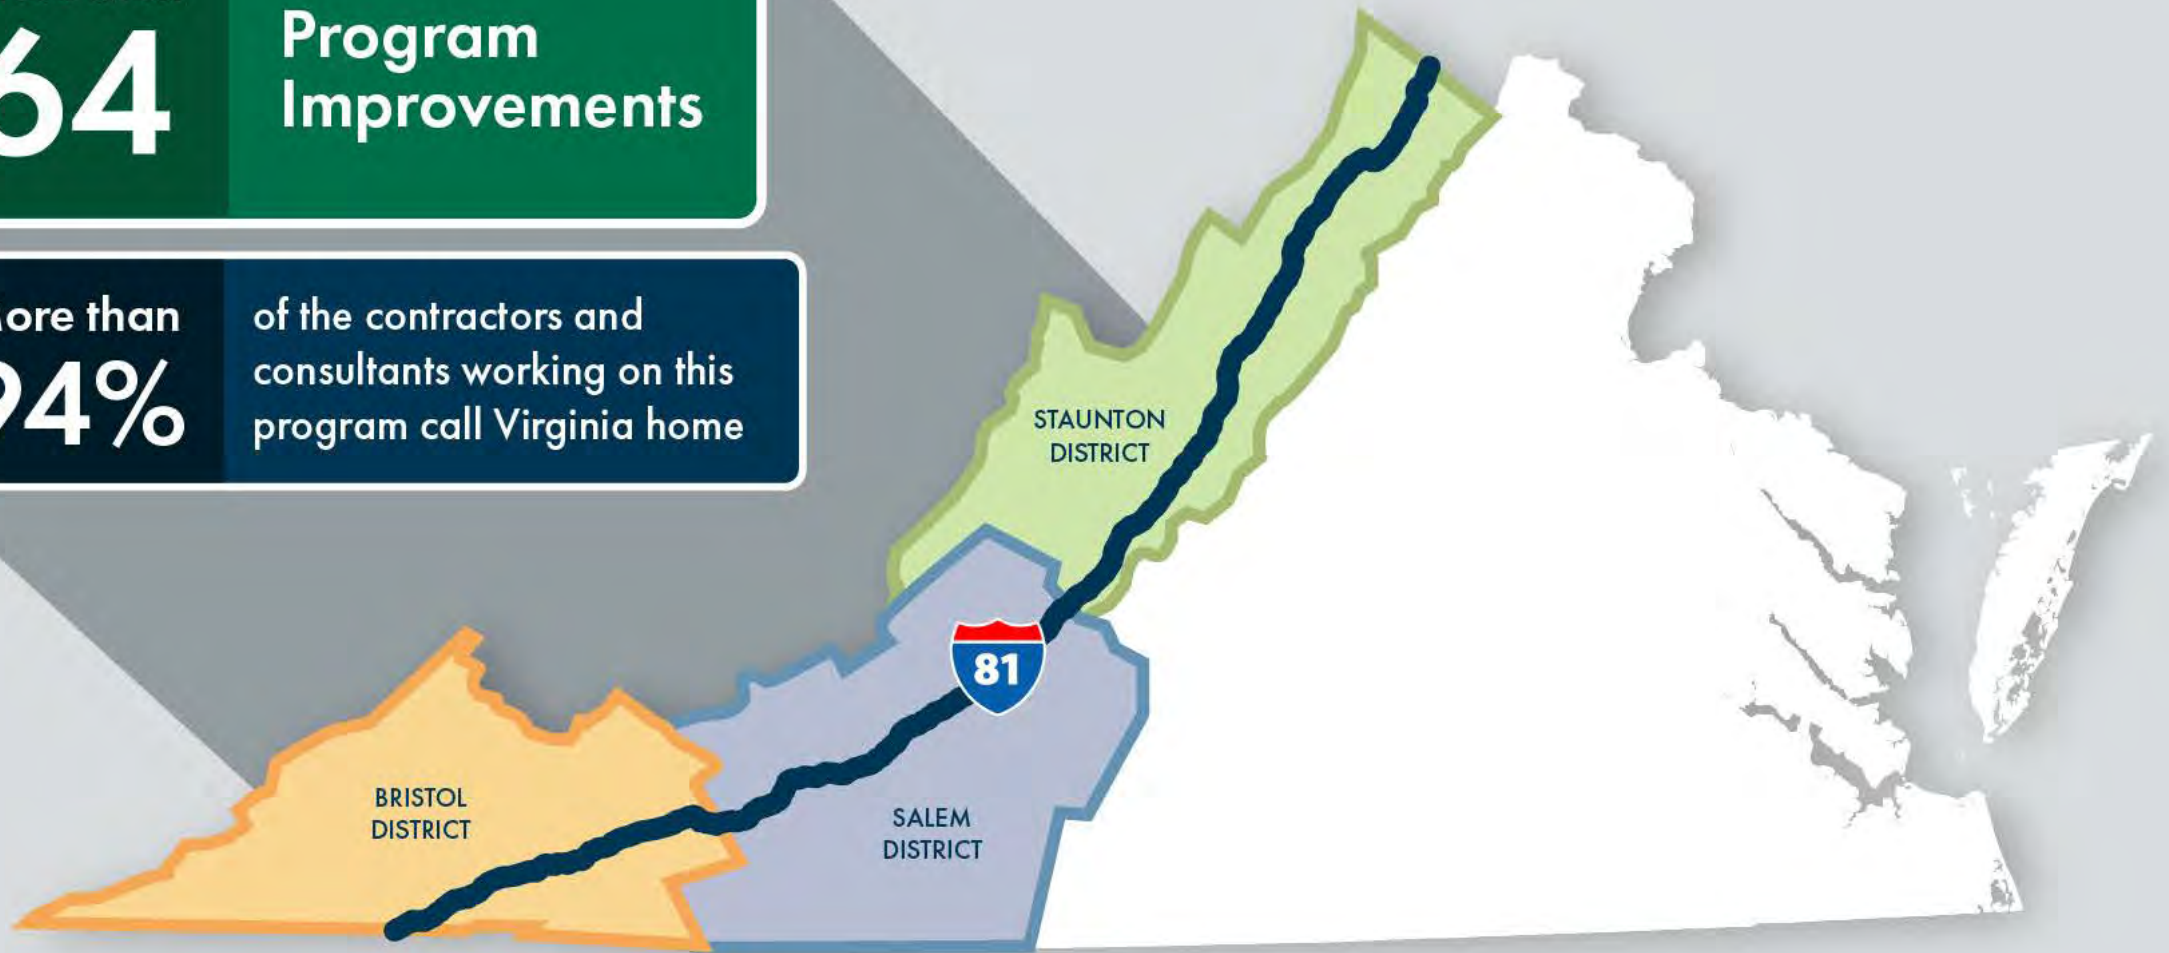 64
Program
Improvements
ore than
94%
of the contractors and
consultants working on this
program call Virginia home
STAUNTON
DISTRICT
81
BRISTOL
DISTRICT
SALEM
DISTRICT